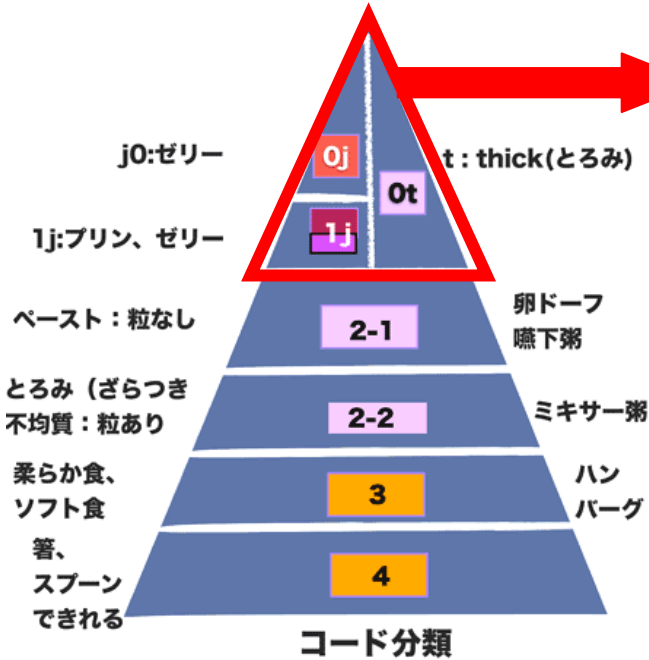 j0:ゼリー
0j
t：thick(とろみ)
0t
1j:プリン、ゼリー
1j
ペースト：粒なし
2-1
卵ドーフ
嚥下粥
とろみ（ざらつき
不均質：粒あり
2-2
ミキサー粥
柔らか食、
ソフト食
3
ハン
バーグ
箸、
スプーン
できれる
4
コード分類